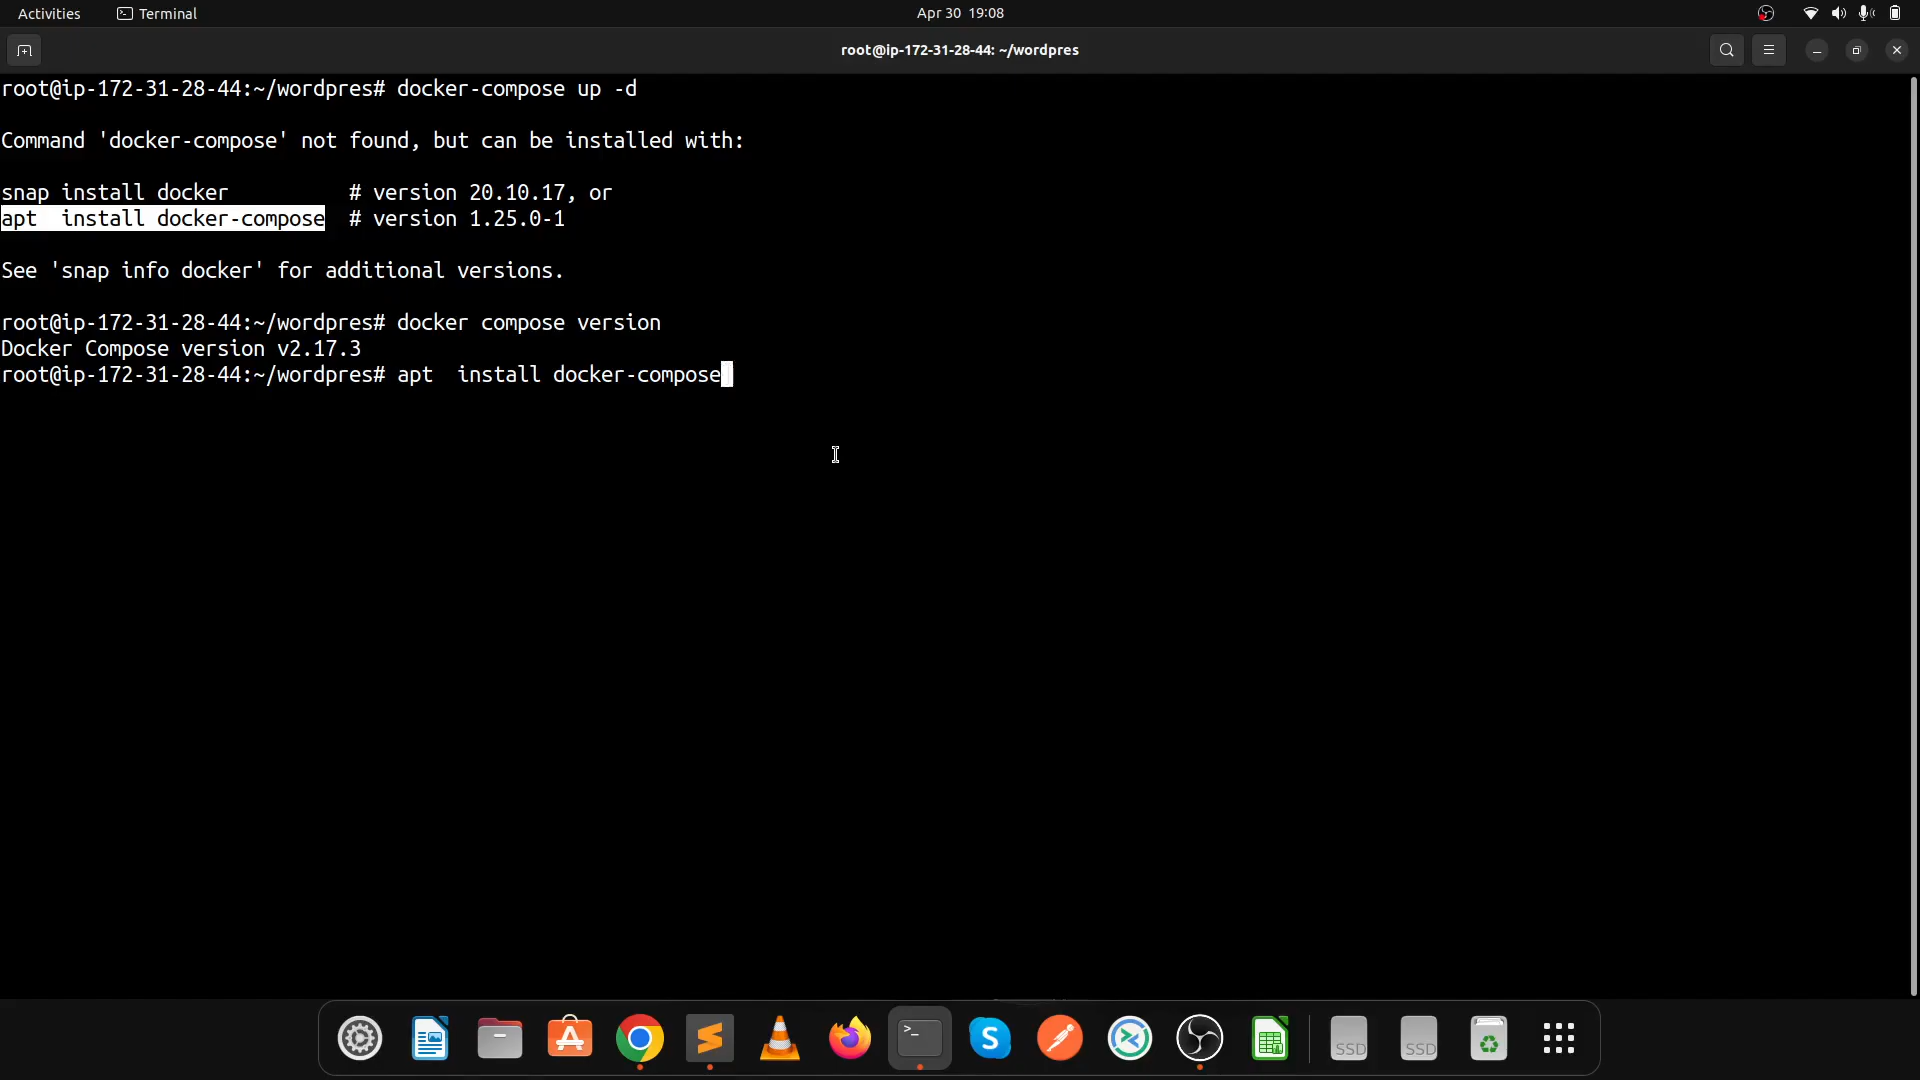 Activities
Terminal
Apr 30 19:08
root@ip-172-31-28-44: ~/wordpres
root@ip-172-31-28-44:~/wordpres# docker-compose up -d
Command 'docker-compose' not found, but can be installed with:
snap install docker          # version 20.10.17, or
apt  install docker-compose  # version 1.25.0-1
See 'snap info docker' for additional versions.
root@ip-172-31-28-44:~/wordpres# docker compose version
Docker Compose version v2.17.3
root@ip-172-31-28-44:~/wordpres# apt  install docker-compose
SSD
SSD